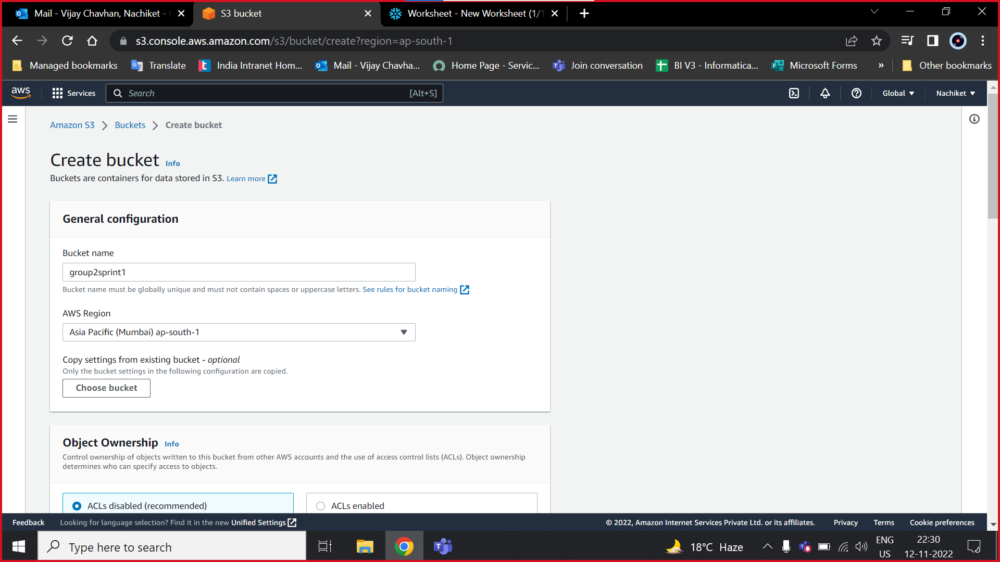 Mail - Vijay Chavhan, Nachiket -
S3 bucket
Worksheet - New Worksheet (1/1
s3.console.aws.amazon.com/s3/bucket/create?region=ap-south-1
Managed bookmarks
Translate
India Intranet Hom...
Mail - Vijay Chavha...
Home Page - Servic...
Join conversation
BI V3 - Informatica...
Microsoft Forms
»
Other bookmarks
aws
Services
Search
[Alt+S]
Global
Nachiket
Amazon S3
Buckets
Create bucket
Create bucket Info
Buckets are containers for data stored in S3. Learn more
General configuration
Bucket name
group2sprint1
Bucket name must be globally unique and must not contain spaces or uppercase letters. See rules for bucket naming
AWS Region
Asia Pacific (Mumbai) ap-south-1
Copy settings from existing bucket - optional
Only the bucket settings in the following configuration are copied.
Choose bucket
Object Ownership Info
Control ownership of objects written to this bucket from other AWS accounts and the use of access control lists (ACLs). Object ownership
determines who can specify access to objects.
ACLs disabled (recommended)
ACLs enabled
Feedback
Looking for language selection? Find it in the new Unified Settings
© 2022, Amazon Internet Services Private Ltd. or its affiliates.
Privacy
Terms
Cookie preferences
Type here to search
18°C Haze
ENG
US
22:30
12-11-2022